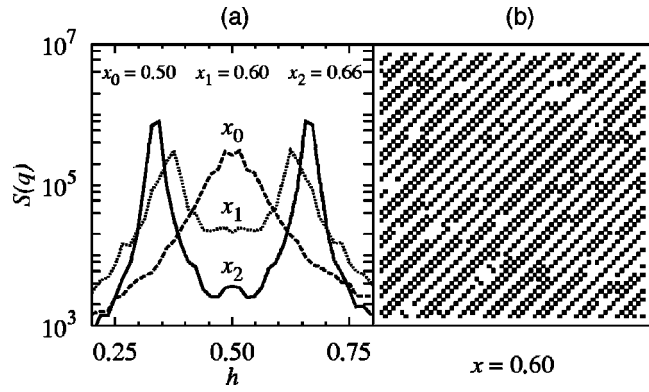 (a) (b)
10^7
x_0 = 0.50 x_1 = 0.60 x_2 = 0.66
x_0
10^5
x_1
x_2
10^3
S(q)
0.25 0.50 0.75
h
x = 0.60